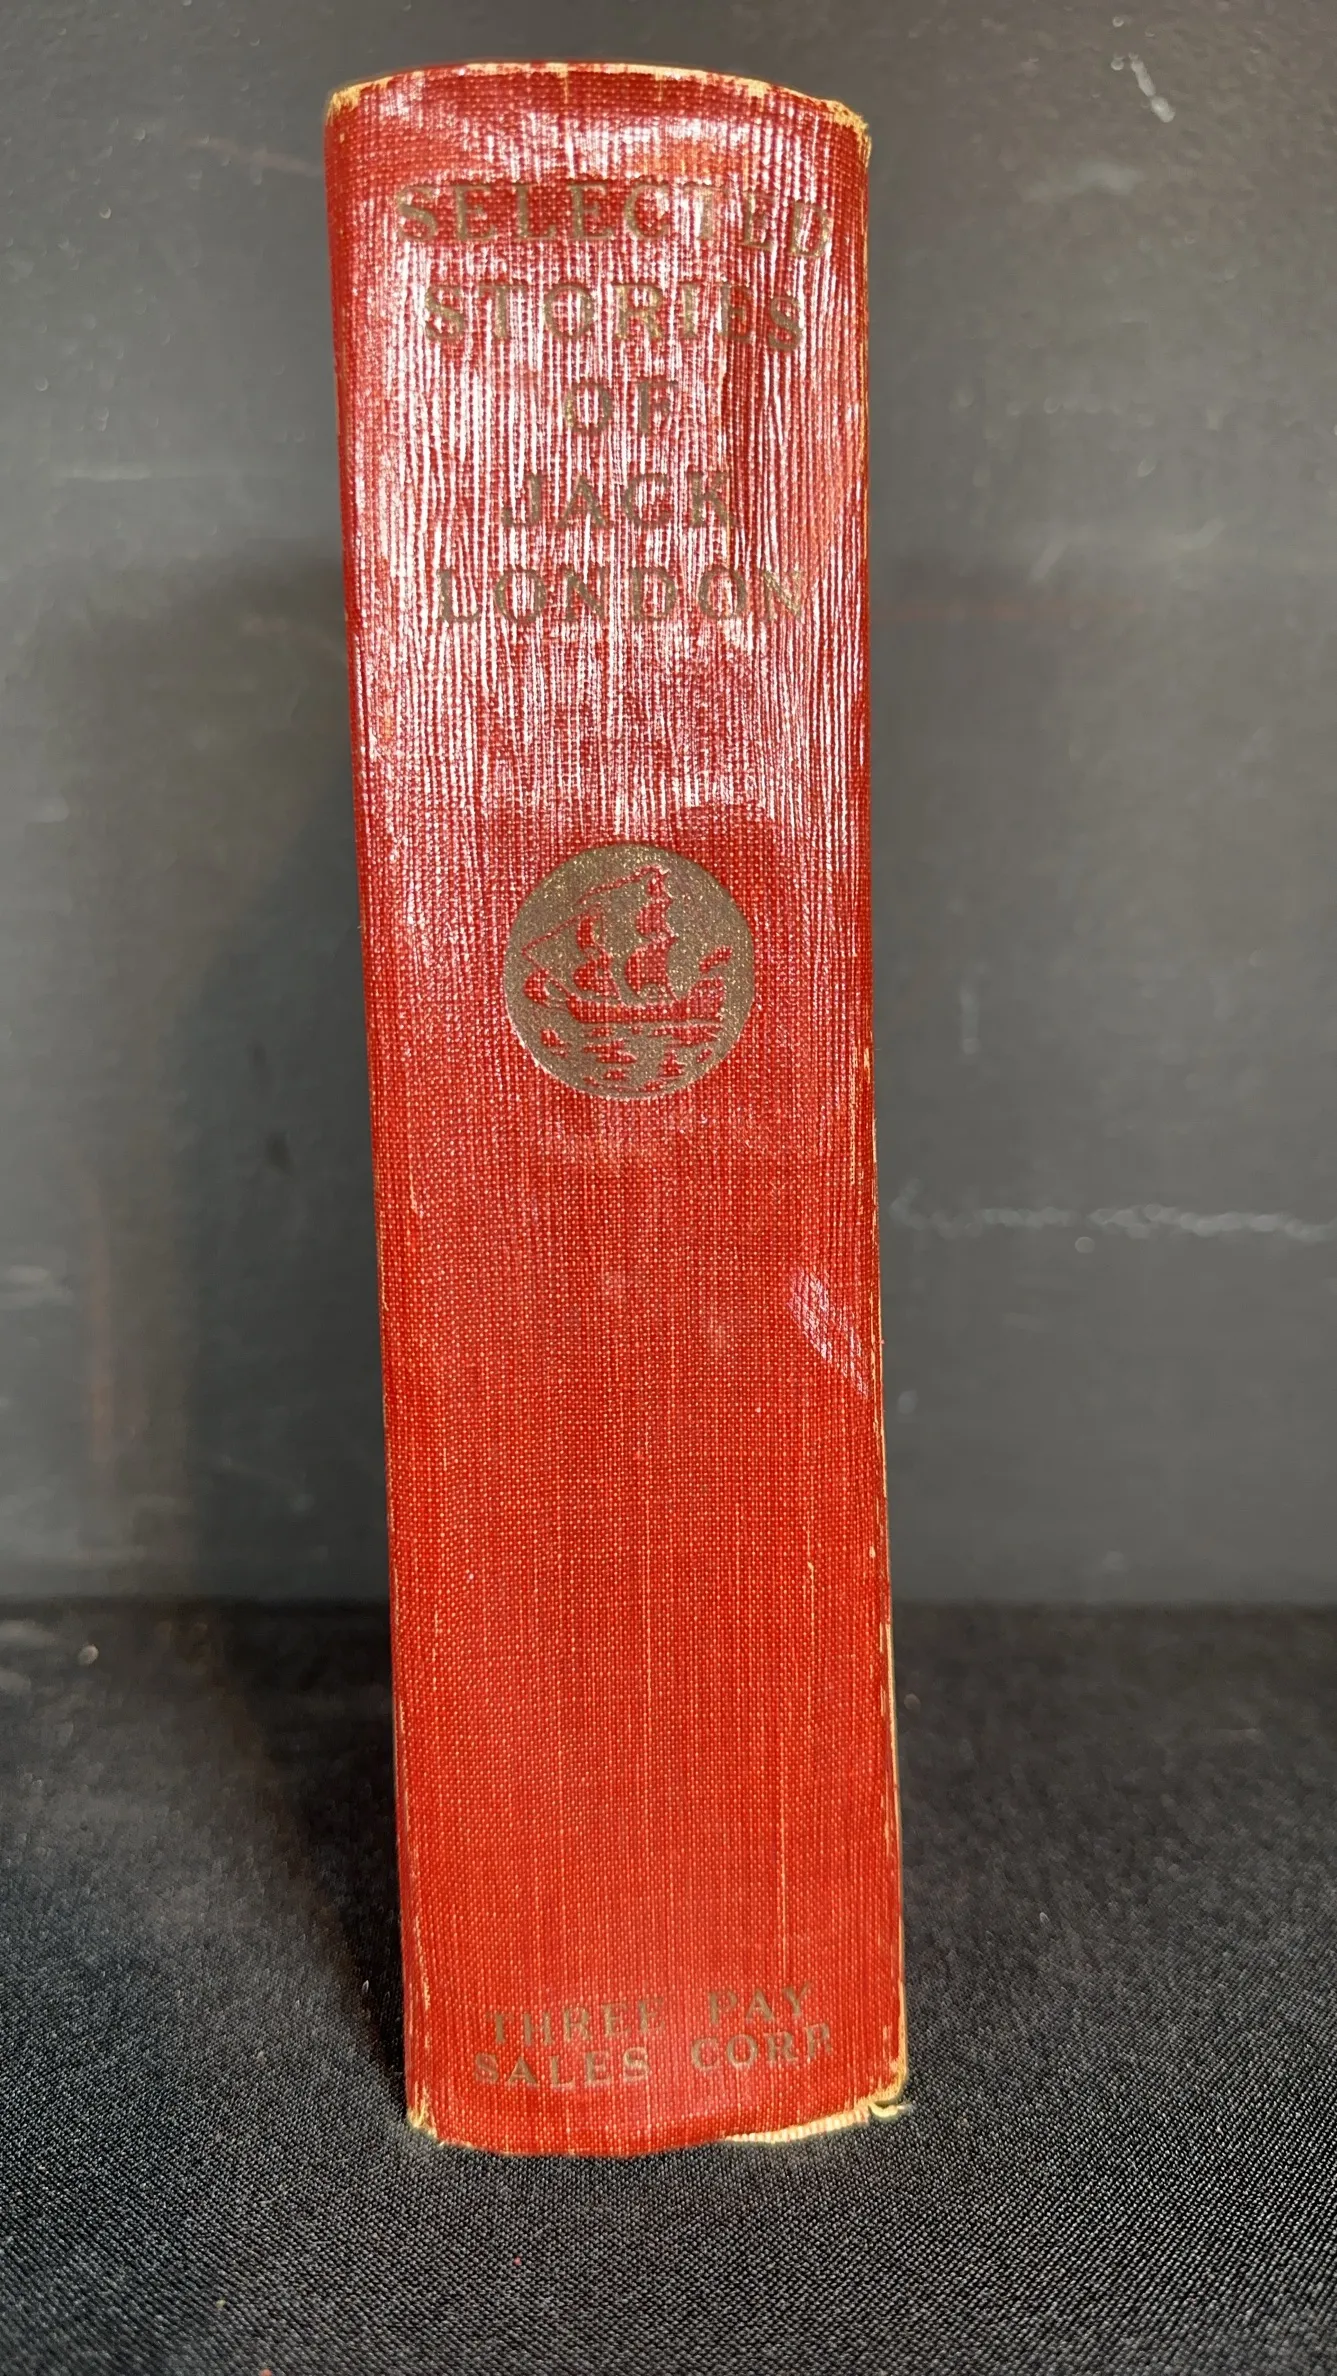 SELECTED
STORIES
OF
JACK
LONDON
THREE PAY
SALES CORP.